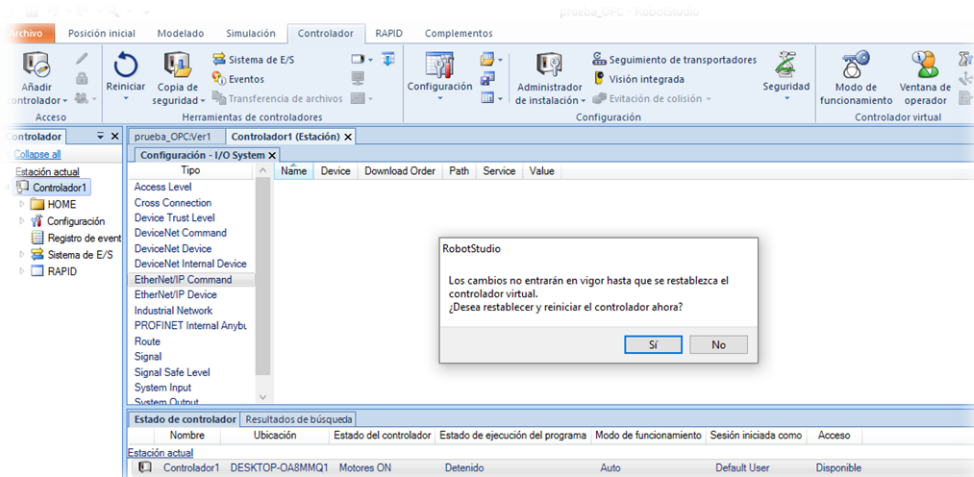 prueba_OPC - RobotStudio
Archivo Posición inicial Modelado Simulación Controlador RAPID Complementos
Añadir controlador
Acceso
Reiniciar
Copia de seguridad
Sistema de E/S
Eventos
Transferencia de archivos
Herramientas de controladores
Configuración
Administrador de instalación
Seguimiento de transportadores
Visión integrada
Evitación de colisión
Seguridad
Configuración
Modo de funcionamiento
Ventana de operador
Controlador virtual
Controlador
Collapse all
Estación actual
Controlador1
HOME
Configuración
Registro de event
Sistema de E/S
RAPID
prueba_OPC:Ver1 Controlador1 (Estación) X
Configuración - I/O System X
Tipo
Access Level
Cross Connection
Device Trust Level
DeviceNet Command
DeviceNet Device
DeviceNet Internal Device
EtherNet/IP Command
EtherNet/IP Device
Industrial Network
PROFINET Internal Anybu
Route
Signal
Signal Safe Level
System Input
System Output
Name Device Download Order Path Service Value
RobotStudio
Los cambios no entrarán en vigor hasta que se restablezca el
controlador virtual.
¿Desea restablecer y reiniciar el controlador ahora?
Sí No
Estado de controlador Resultados de búsqueda
Nombre Ubicación Estado del controlador Estado de ejecución del programa Modo de funcionamiento Sesión iniciada como Acceso
Estación actual
Controlador1 DESKTOP-OA8MMQ1 Motores ON Detenido Auto Default User Disponible